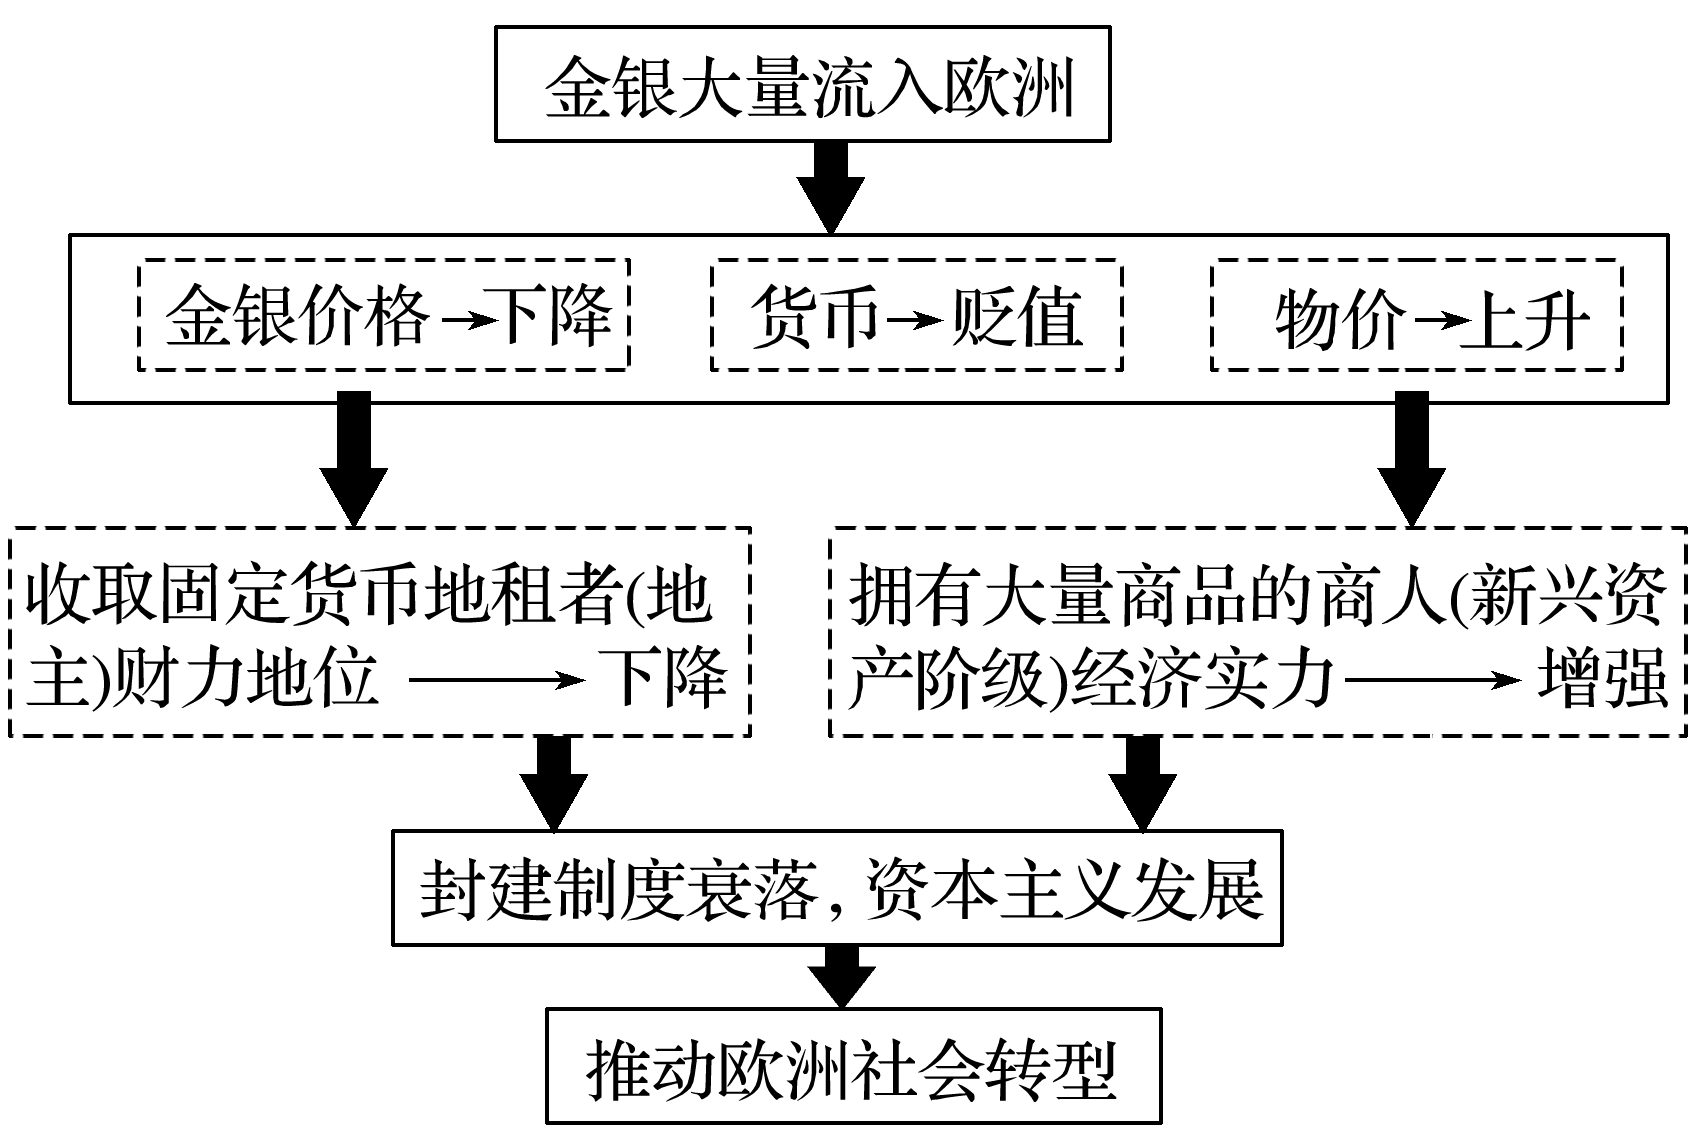 金银大量流入欧洲
金银价格→下降
货币→贬值
物价→上升
收取固定货币地租者(地
主)财力地位→下降
拥有大量商品的商人(新兴资
产阶级)经济实力→增强
封建制度衰落,资本主义发展
推动欧洲社会转型